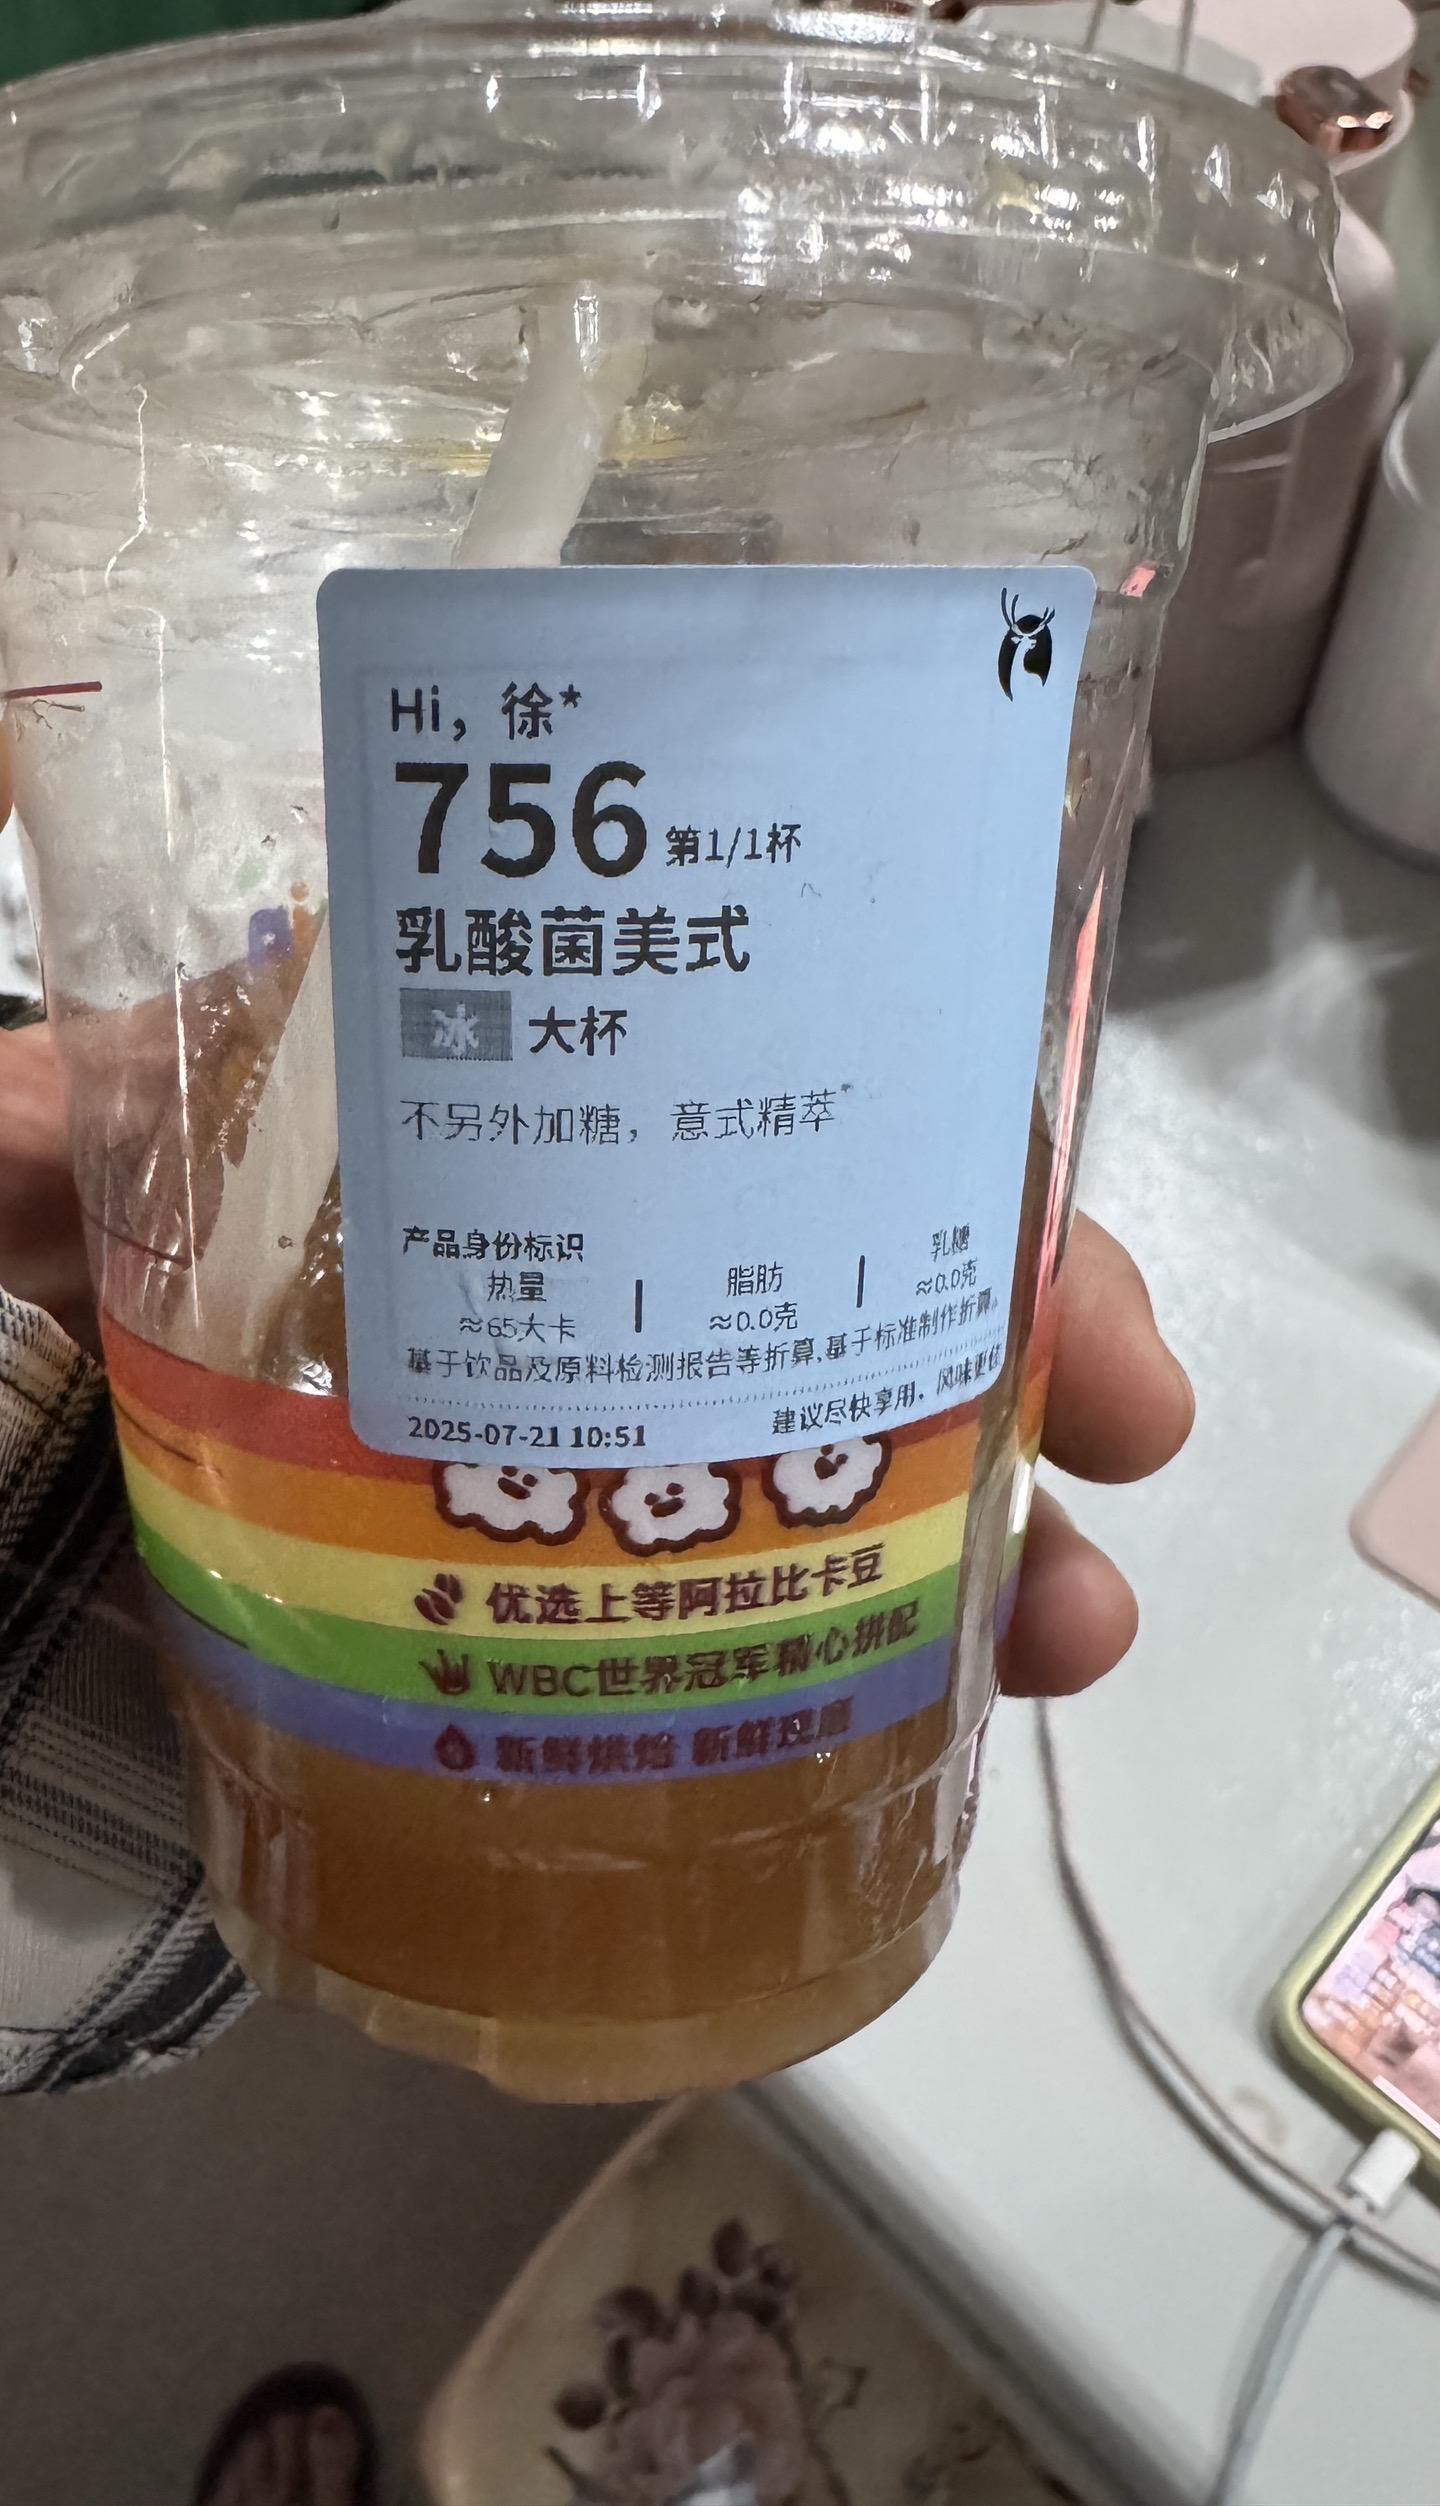 Hi，徐*
756 第1/1杯
乳酸菌美式
冰 大杯
不另外加糖，意式精萃*
产品身份标识
热量 | 脂肪 | 乳糖
≈65大卡 ≈0.0克 ≈0.0克
基于饮品及原料检测报告等折算,基于标准制作折算。
2025-07-21 10:51 建议尽快享用，风味更佳
优选上等阿拉比卡豆
WBC世界冠军精心拼配
新鲜烘焙 新鲜现磨